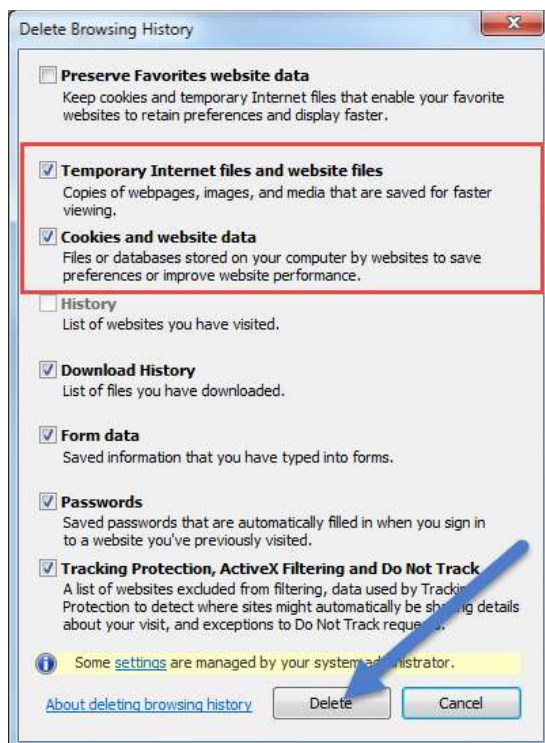 Delete Browsing History
Preserve Favorites website data
Keep cookies and temporary Internet files that enable your favorite
websites to retain preferences and display faster.
Temporary Internet files and website files
Copies of webpages, images, and media that are saved for faster
viewing.
Cookies and website data
Files or databases stored on your computer by websites to save
preferences or improve website performance.
History
List of websites you have visited.
Download History
List of files you have downloaded.
Form data
Saved information that you have typed into forms.
Passwords
Saved passwords that are automatically filled in when you sign in
to a website you've previously visited.
Tracking Protection, ActiveX Filtering and Do Not Track
A list of websites excluded from filtering, data used by Tracking
Protection to detect where sites might automatically be sharing details
about your visit, and exceptions to Do Not Track requests.
Some settings are managed by your system administrator.
About deleting browsing history
Delete
Cancel